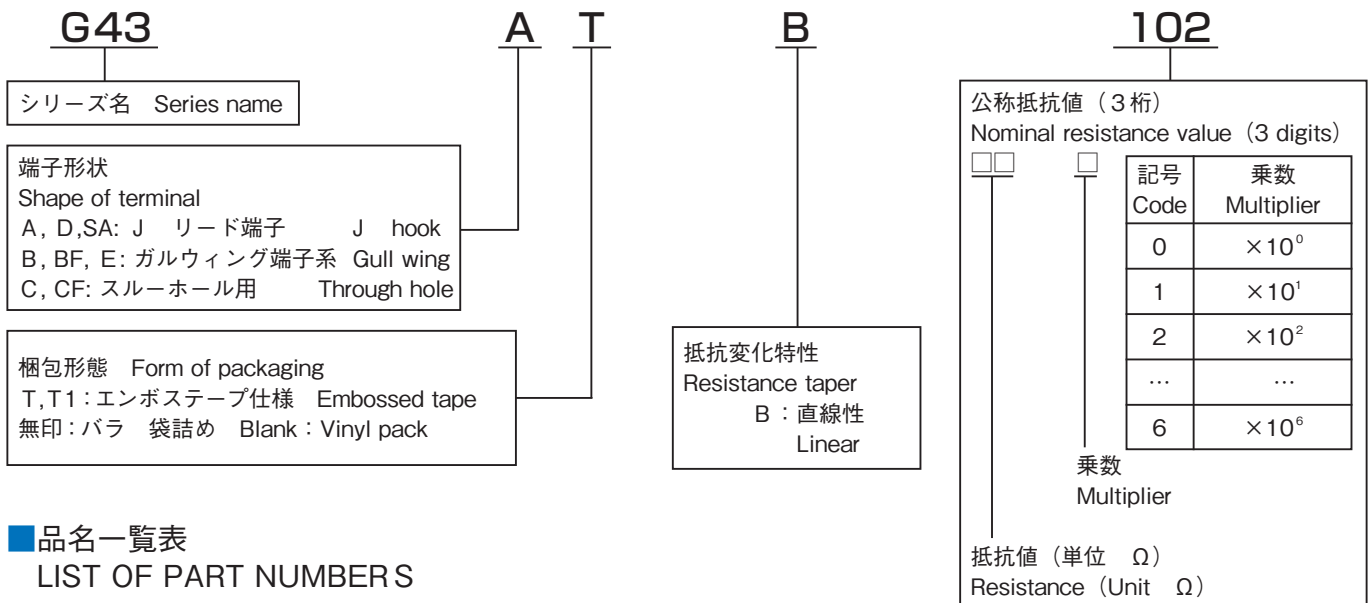 G43 A T B 102
シリーズ名 Series name
端子形状
Shape of terminal
A, D,SA: J リード端子 J hook
B, BF, E: ガルウィング端子系 Gull wing
C, CF: スルーホール用 Through hole
梱包形態 Form of packaging
T,T1：エンボステープ仕様 Embossed tape
無印：バラ 袋詰め Blank：Vinyl pack
抵抗変化特性
Resistance taper
B：直線性
Linear
公称抵抗値（3桁）
Nominal resistance value（3 digits）
□□ □
記号 乗数
Code Multiplier
0 ×10⁰
1 ×10¹
2 ×10²
… …
6 ×10⁶
乗数
Multiplier
抵抗値（単位 Ω）
Resistance（Unit Ω）
■品名一覧表
LIST OF PART NUMBERS